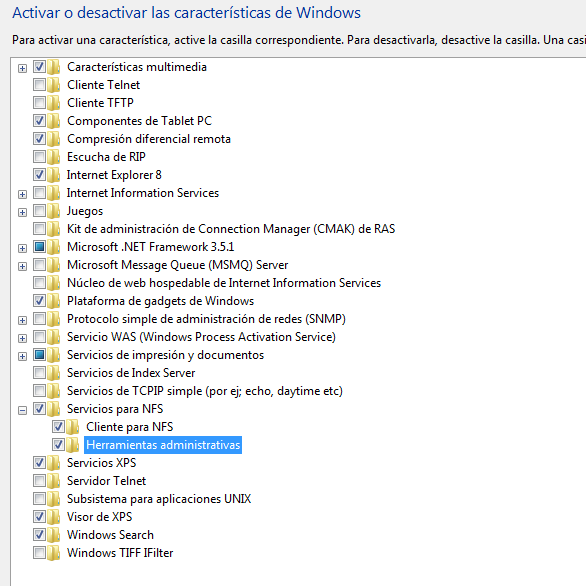 Activar o desactivar las características de Windows
Para activar una característica, active la casilla correspondiente. Para desactivarla, desactive la casilla. Una casi
Características multimedia
Cliente Telnet
Cliente TFTP
Componentes de Tablet PC
Compresión diferencial remota
Escucha de RIP
Internet Explorer 8
Internet Information Services
Juegos
Kit de administración de Connection Manager (CMAK) de RAS
Microsoft .NET Framework 3.5.1
Microsoft Message Queue (MSMQ) Server
Núcleo de web hospedable de Internet Information Services
Plataforma de gadgets de Windows
Protocolo simple de administración de redes (SNMP)
Servicio WAS (Windows Process Activation Service)
Servicios de impresión y documentos
Servicios de Index Server
Servicios de TCPIP simple (por ej; echo, daytime etc)
Servicios para NFS
Cliente para NFS
Herramientas administrativas
Servicios XPS
Servidor Telnet
Subsistema para aplicaciones UNIX
Visor de XPS
Windows Search
Windows TIFF IFilter